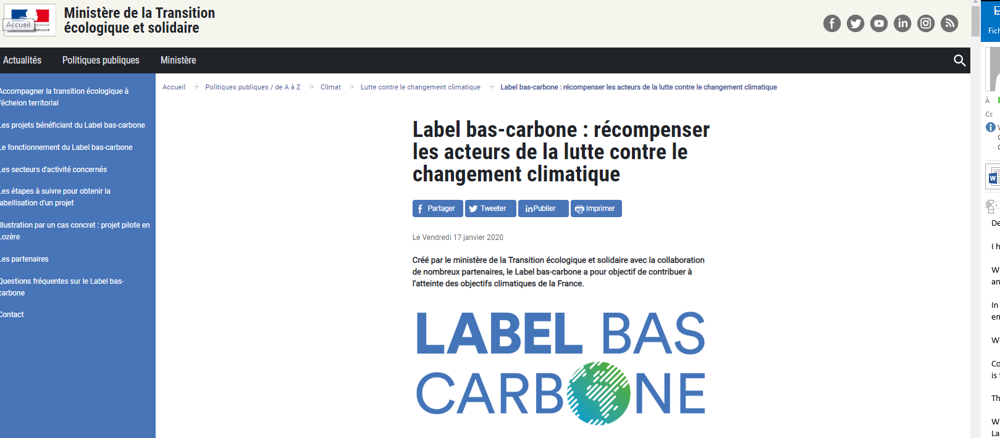 Accueil
FRANÇAISE
Ministère de la Transition
écologique et solidaire
Actualités
Politiques publiques
Ministère
Accompagner la transition écologique à
l'échelon territorial
Les projets bénéficiant du Label bas-carbone
Le fonctionnement du Label bas-carbone
Les secteurs d'activité concernés
Les étapes à suivre pour obtenir la
labellisation d'un projet
Illustration par un cas concret : projet pilote en
Lozère
Les partenaires
Questions fréquentes sur le Label bas-
carbone
Contact
Accueil → Politiques publiques / de A à Z → Climat → Lutte contre le changement climatique → Label bas-carbone : récompenser les acteurs de la lutte contre le changement climatique
Label bas-carbone : récompenser
les acteurs de la lutte contre le
changement climatique
Partager
Tweeter
Publier
Imprimer
Le Vendredi 17 janvier 2020
Créé par le ministère de la Transition écologique et solidaire avec la collaboration
de nombreux partenaires, le Label bas-carbone a pour objectif de contribuer à
l'atteinte des objectifs climatiques de la France.
LABEL BAS
CARBONE
Fich
À
Cc
De
I h
We
an
In
en
We
Co
is
Th
W
La